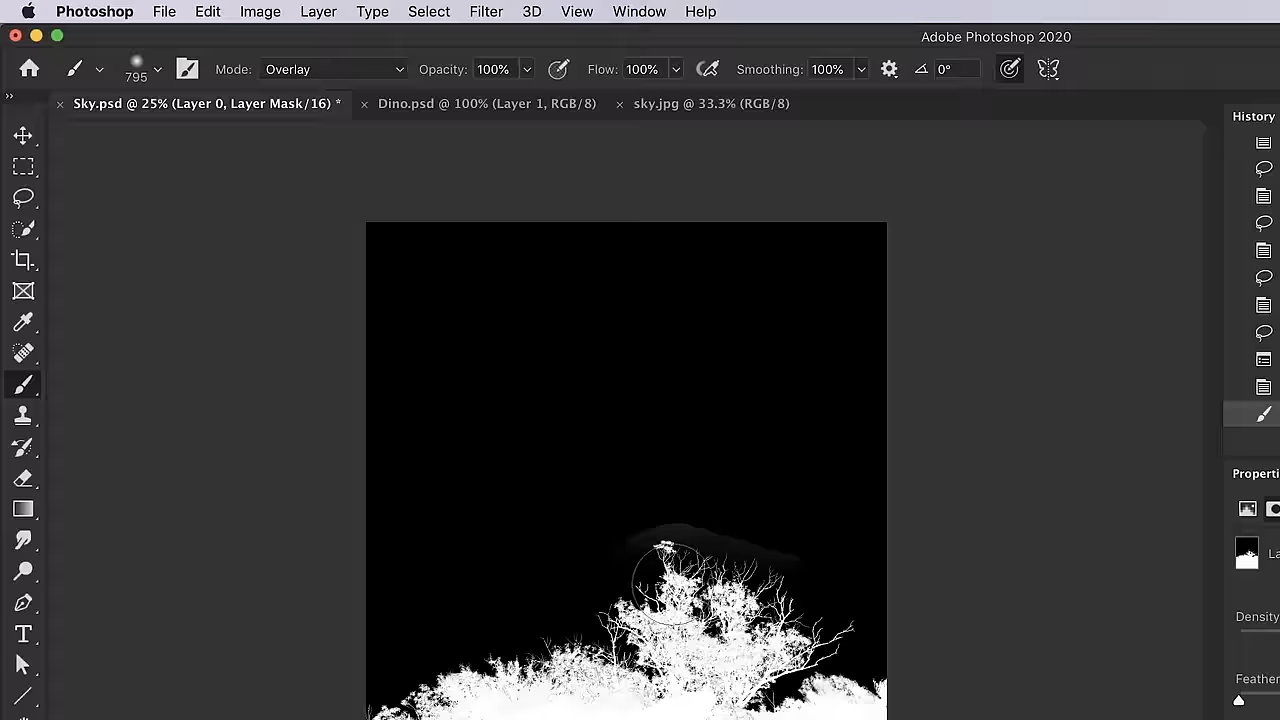 Photoshop File Edit Image Layer Type Select Filter 3D View Window Help
Adobe Photoshop 2020
795 Mode: Overlay Opacity: 100% Flow: 100% Smoothing: 100% 0°
Sky.psd @ 25% (Layer 0, Layer Mask/16) * Dino.psd @ 100% (Layer 1, RGB/8) sky.jpg @ 33.3% (RGB/8)
History
Properti
La
Density
Feather